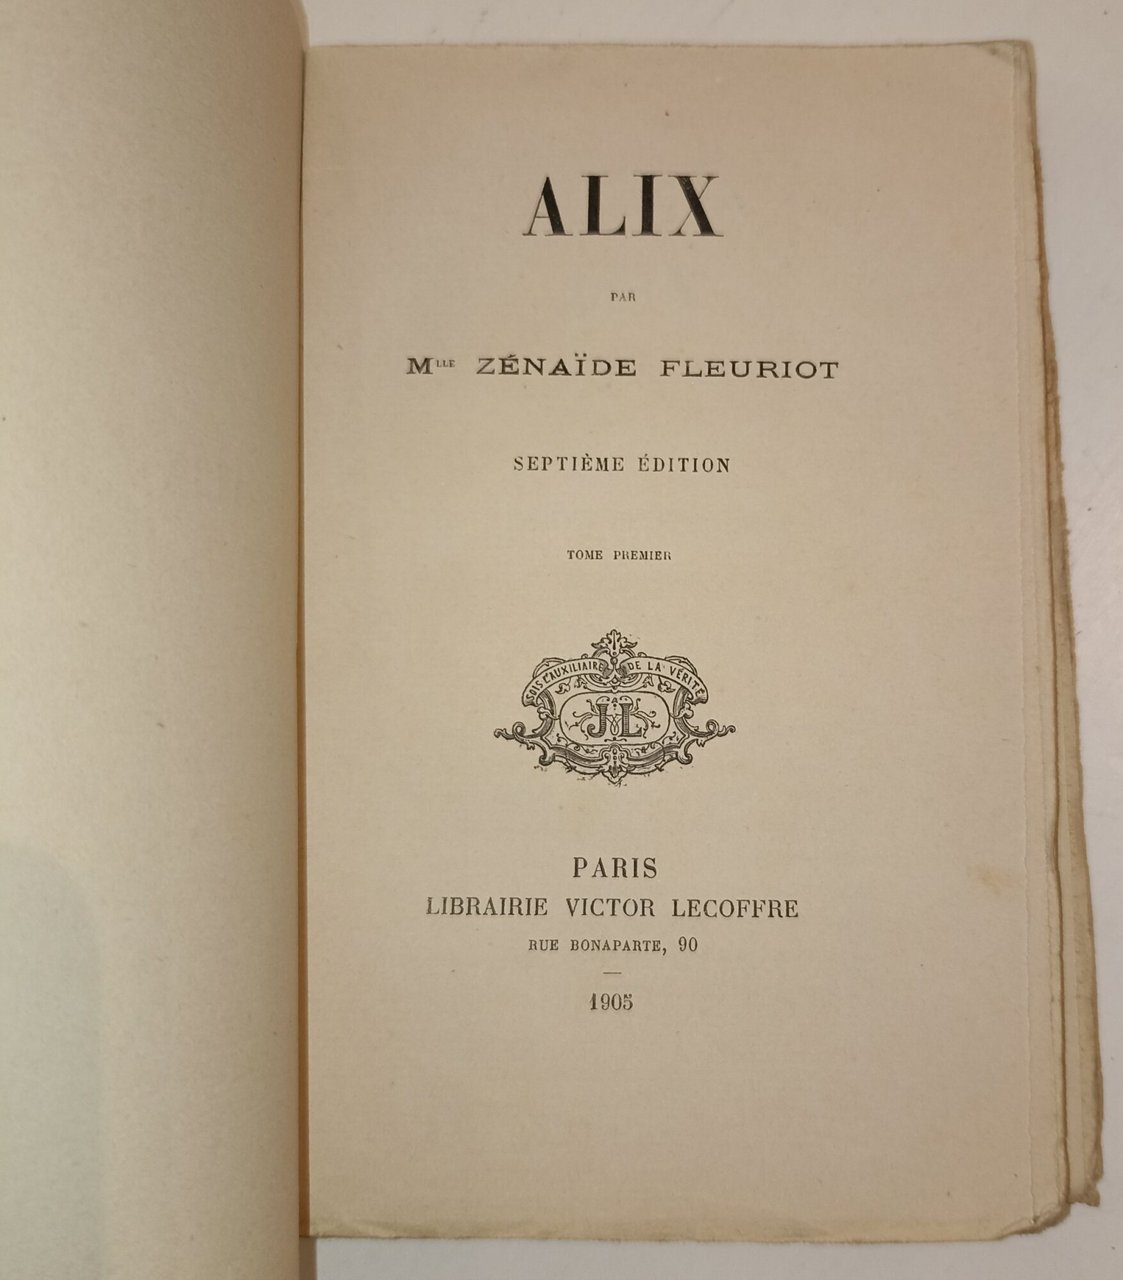 ALIX
PAR
Mlle ZÉNAÏDE FLEURIOT
SEPTIÈME ÉDITION
TOME PREMIER
SOIS L'AUXILIAIRE DE LA VÉRITÉ
JL
PARIS
LIBRAIRIE VICTOR LECOFFRE
RUE BONAPARTE, 90
1905